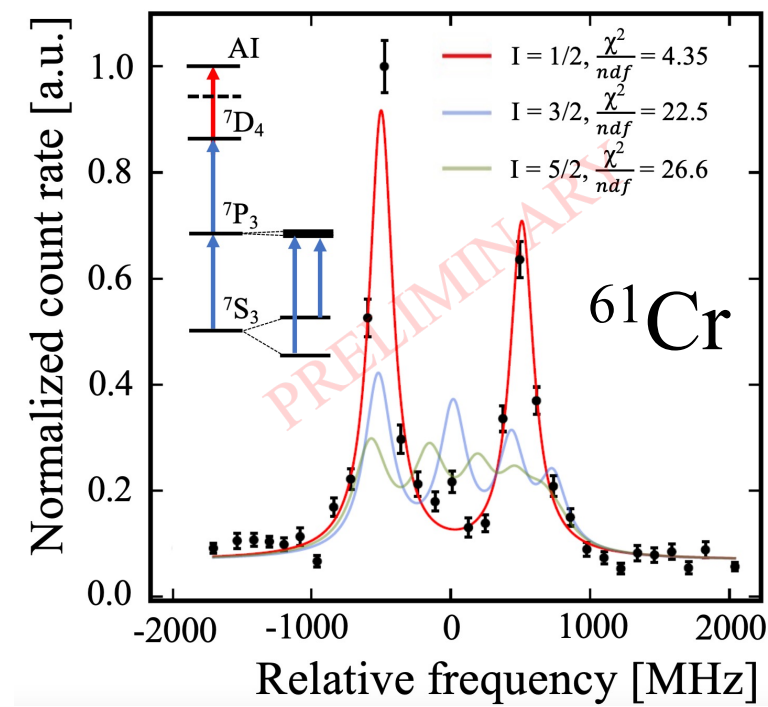 Normalized count rate [a.u.]
1.0
0.8
0.6
0.4
0.2
0.0
-2000
-1000
0
1000
2000
Relative frequency [MHz]
AI
⁷D₄
⁷P₃
⁷S₃
I = 1/2, χ²/ndf = 4.35
I = 3/2, χ²/ndf = 22.5
I = 5/2, χ²/ndf = 26.6
PRELIMINARY
⁶¹Cr